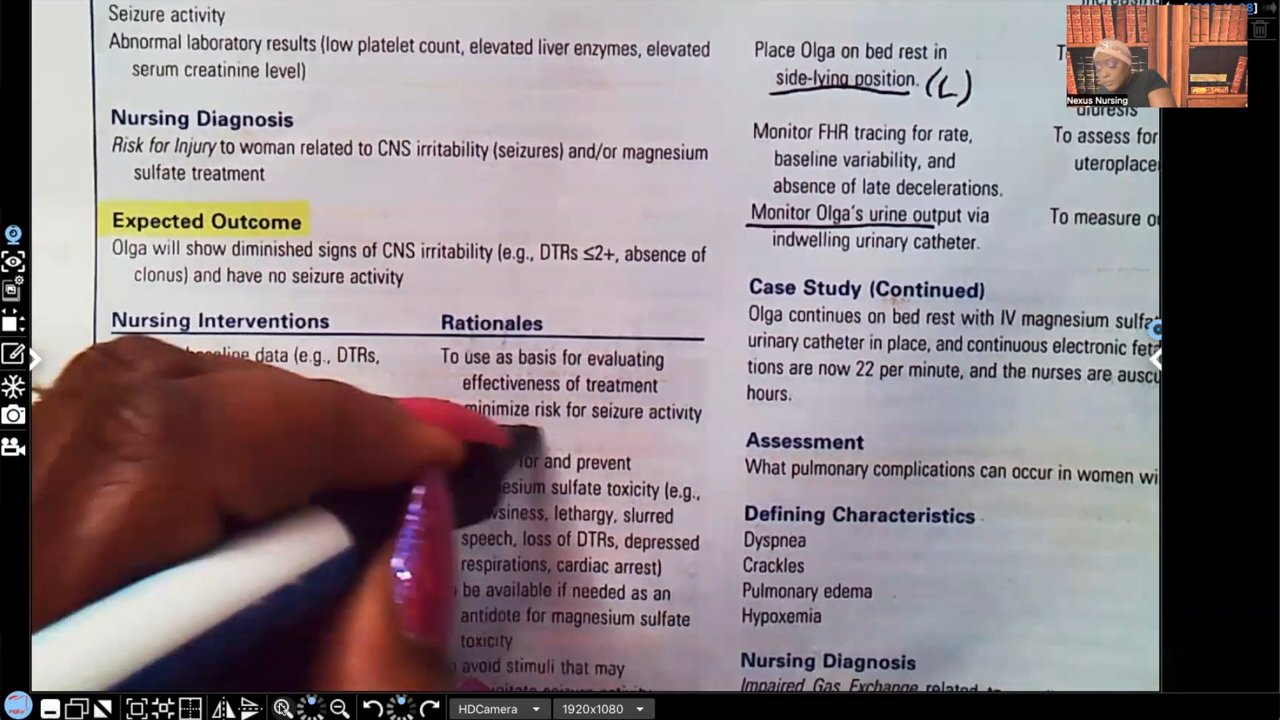 Seizure activity
Abnormal laboratory results (low platelet count, elevated liver enzymes, elevated
serum creatinine level)
Nursing Diagnosis
Risk for Injury to woman related to CNS irritability (seizures) and/or magnesium
sulfate treatment
Expected Outcome
Olga will show diminished signs of CNS irritability (e.g., DTRs ≤2+, absence of
clonus) and have no seizure activity
Nursing Interventions
data (e.g., DTRs,
Rationales
To use as basis for evaluating
effectiveness of treatment
minimize risk for seizure activity
for and prevent
sulfate toxicity (e.g.,
lethargy, slurred
speech, loss of DTRs, depressed
respirations, cardiac arrest)
be available if needed as an
antidote for magnesium sulfate
toxicity
avoid stimuli that may
Place Olga on bed rest in
side-lying position. (L)
Monitor FHR tracing for rate,
baseline variability, and
absence of late decelerations.
Monitor Olga's urine output via
indwelling urinary catheter.
diuresis
To assess for
To measure
Case Study (Continued)
Olga continues on bed rest with IV magnesium
urinary catheter in place, and continuous electronic
tions are now 22 per minute, and the nurses are
hours.
Assessment
What pulmonary complications can occur in women
Defining Characteristics
Dyspnea
Crackles
Pulmonary edema
Hypoxemia
Nursing Diagnosis
Impaired Gas Exchange related
Nexus Nursing
HDCamera
1920x1080